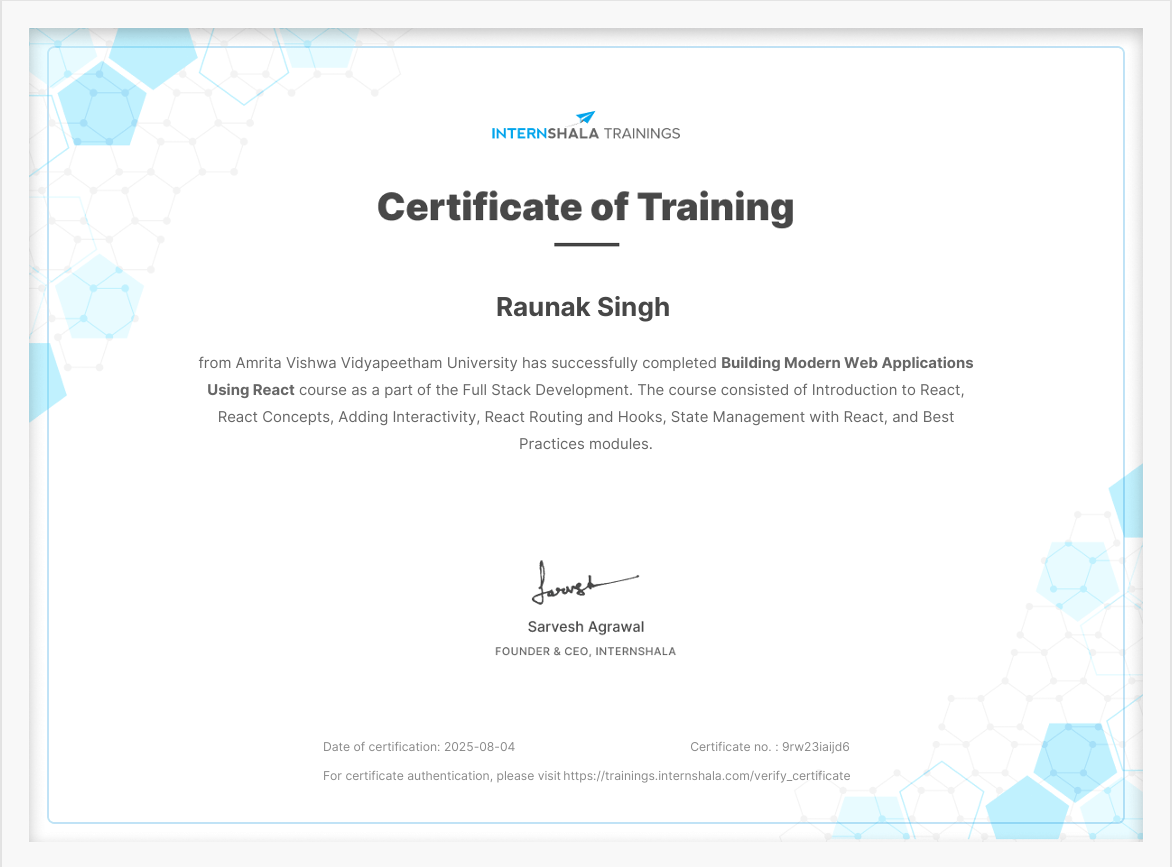 INTERNSHALA TRAININGS
Certificate of Training
Raunak Singh
from Amrita Vishwa Vidyapeetham University has successfully completed Building Modern Web Applications
Using React course as a part of the Full Stack Development. The course consisted of Introduction to React,
React Concepts, Adding Interactivity, React Routing and Hooks, State Management with React, and Best
Practices modules.
Sarvesh
Sarvesh Agrawal
FOUNDER & CEO, INTERNSHALA
Date of certification: 2025-08-04 Certificate no. : 9rw23iaijd6
For certificate authentication, please visit https://trainings.internshala.com/verify_certificate